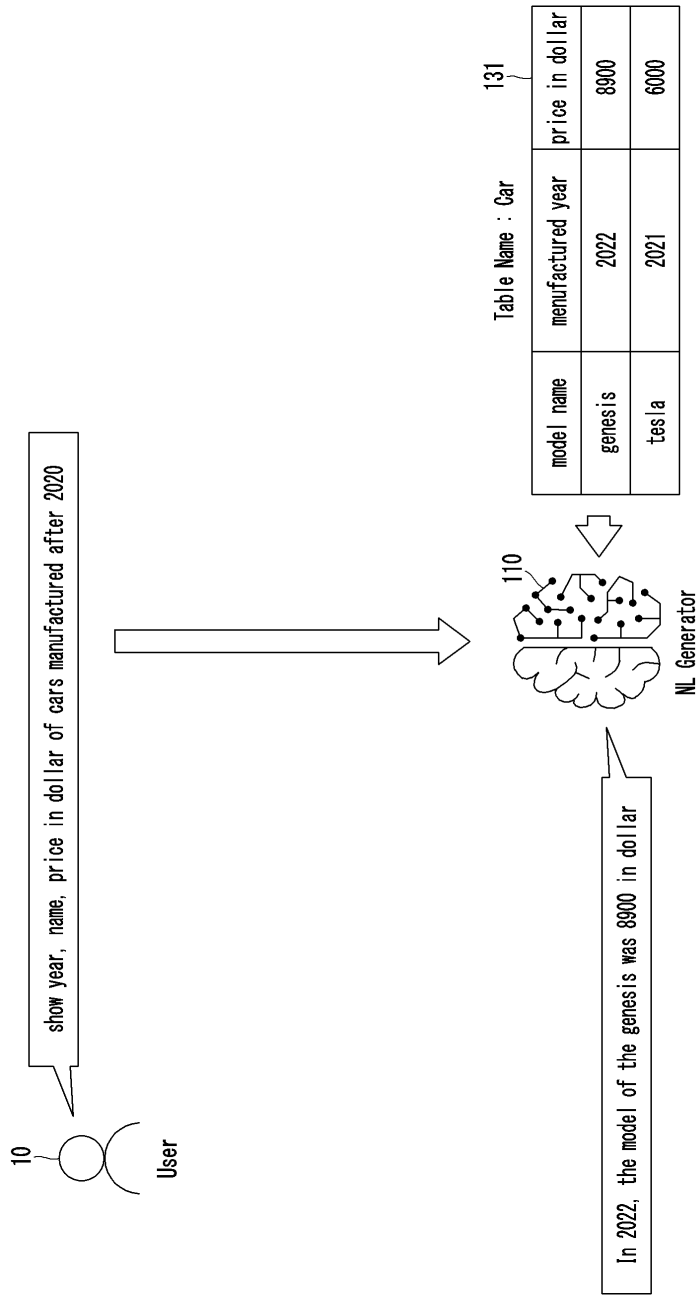 10
User
show year, name, price in dollar of cars manufactured after 2020
In 2022, the model of the genesis was 8900 in dollar
110
NL Generator
Table Name : Car
131
model name menufactured year price in dollar
genesis 2022 8900
tesla 2021 6000